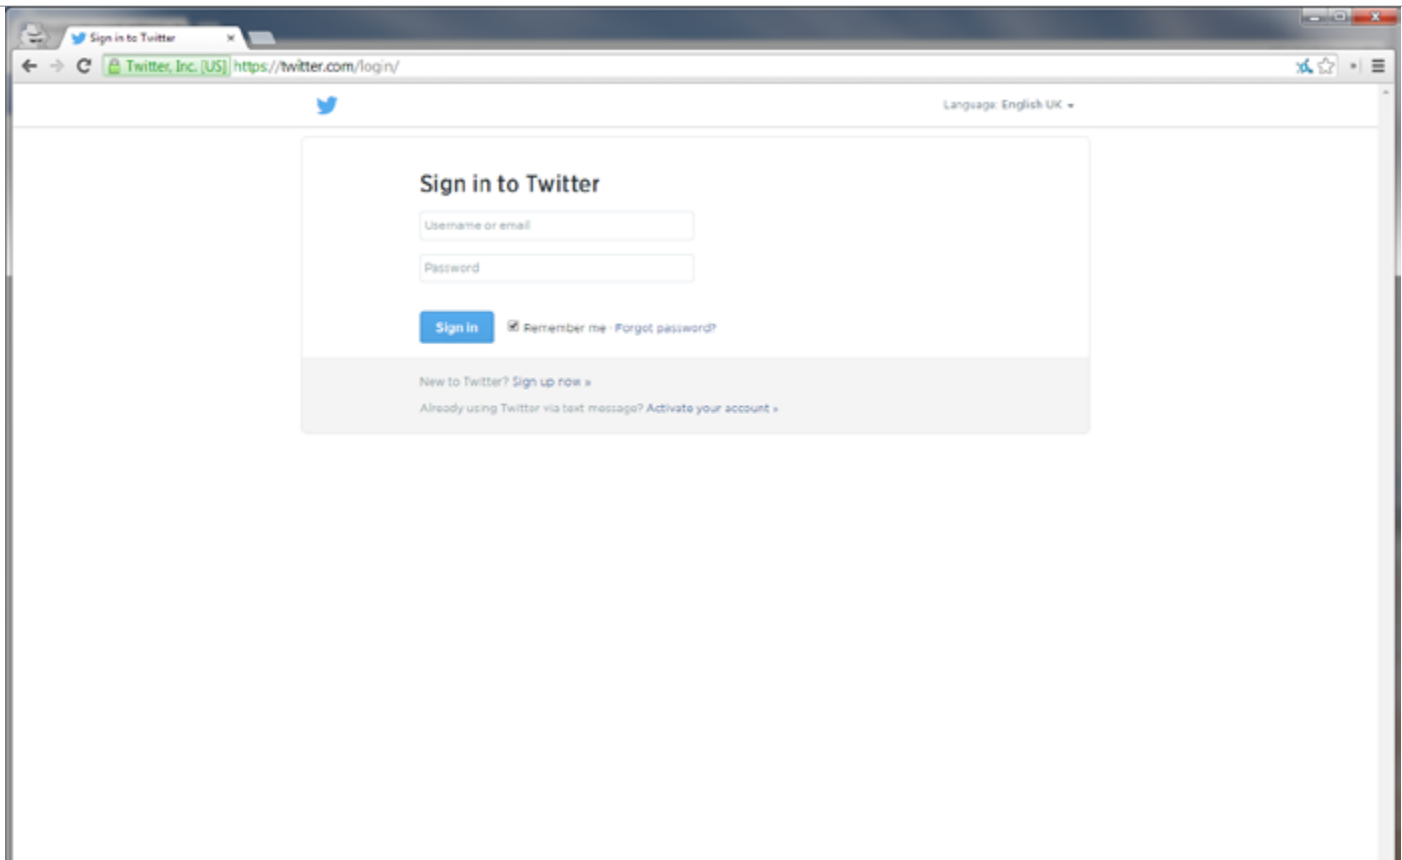 Sign in to Twitter
Twitter, Inc. [US] https://twitter.com/login/
Language: English UK
Sign in to Twitter
Username or email
Password
Sign in Remember me · Forgot password?
New to Twitter? Sign up now »
Already using Twitter via text message? Activate your account »